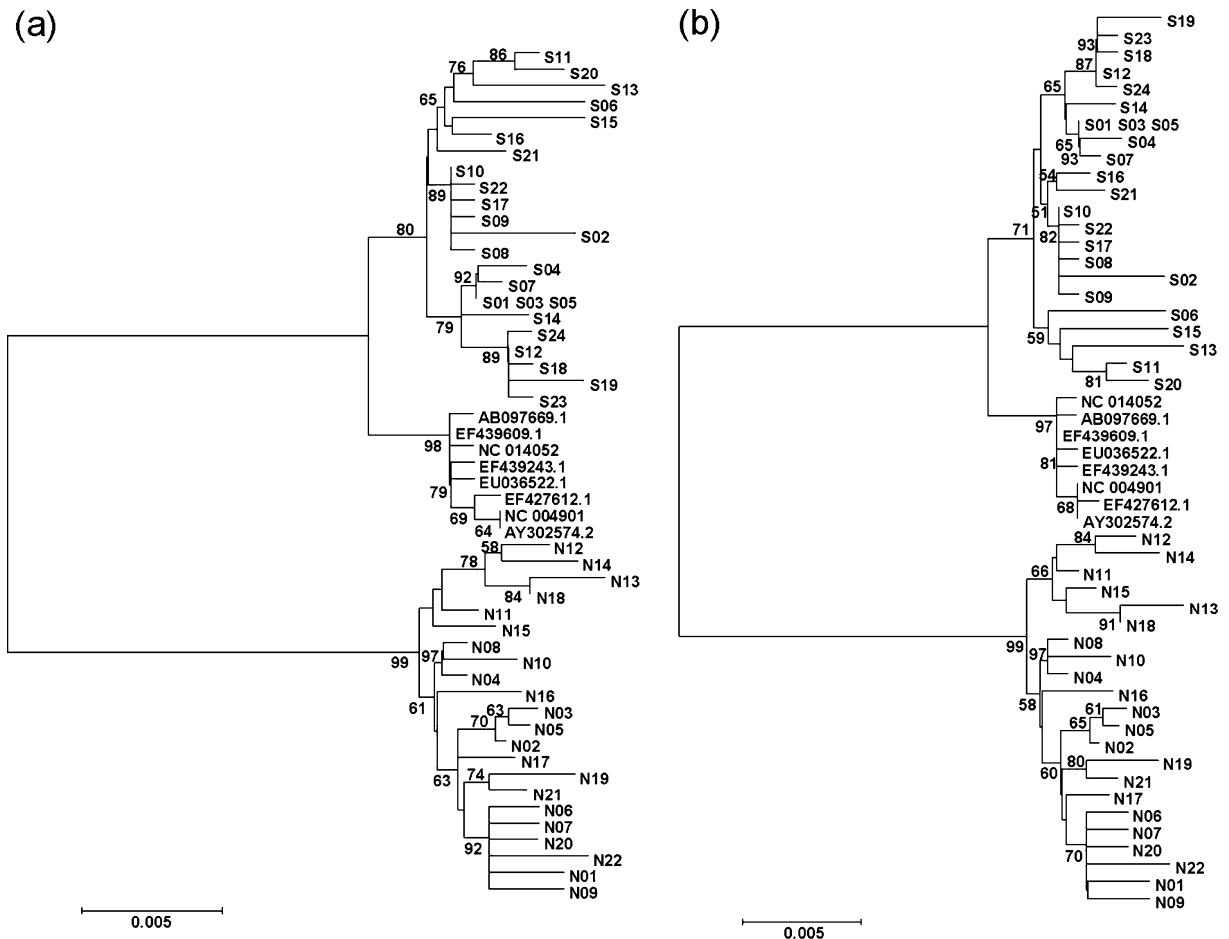 (a)
86
S11
S20
76
S13
65
S06
S15
S16
S21
S10
S22
89
S17
S09
S02
S08
80
S04
92
S07
S01 S03 S05
S14
79
S24
S12
89
S18
S19
S23
AB097669.1
EF439609.1
98
NC 014052
EF439243.1
EU036522.1
79
EF427612.1
NC 004901
69
64
AY302574.2
58
N12
78
N14
N13
84
N18
N11
N15
99
97
N08
N10
N04
61
N16
63
N03
70
N05
N02
N17
63
74
N19
N21
N06
N07
N20
92
N22
N01
N09
0.005
(b)
S19
93
S23
S18
87
S12
S24
65
S14
S01 S03 S05
65
S04
93
S07
54
S16
S21
51
S10
S22
82
S17
S08
S02
S09
71
S06
59
S15
S13
S11
81
S20
NC 014052
97
AB097669.1
EF439609.1
EU036522.1
81
EF439243.1
NC 004901
68
EF427612.1
AY302574.2
84
N12
N14
66
N11
N15
N13
91
N18
99
97
N08
N10
N04
58
N16
61
N03
65
N05
N02
60
80
N19
N21
N17
N06
N07
70
N20
N22
N01
N09
0.005